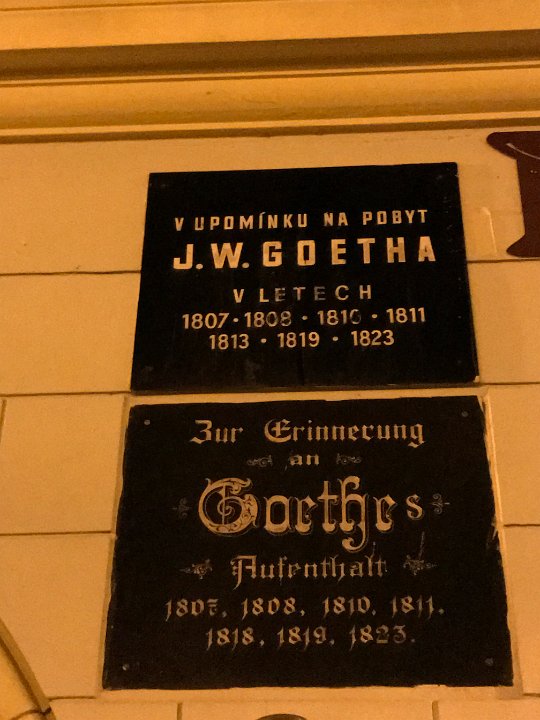 V UPOMÍNKU NA POBYT
J.W. GOETHA
V LETECH
1807 · 1808 · 1810 · 1811
1813 · 1819 · 1823
Zur Erinnerung
an
Goethes
Aufenthalt
1807, 1808, 1810, 1811,
1818, 1819, 1823.